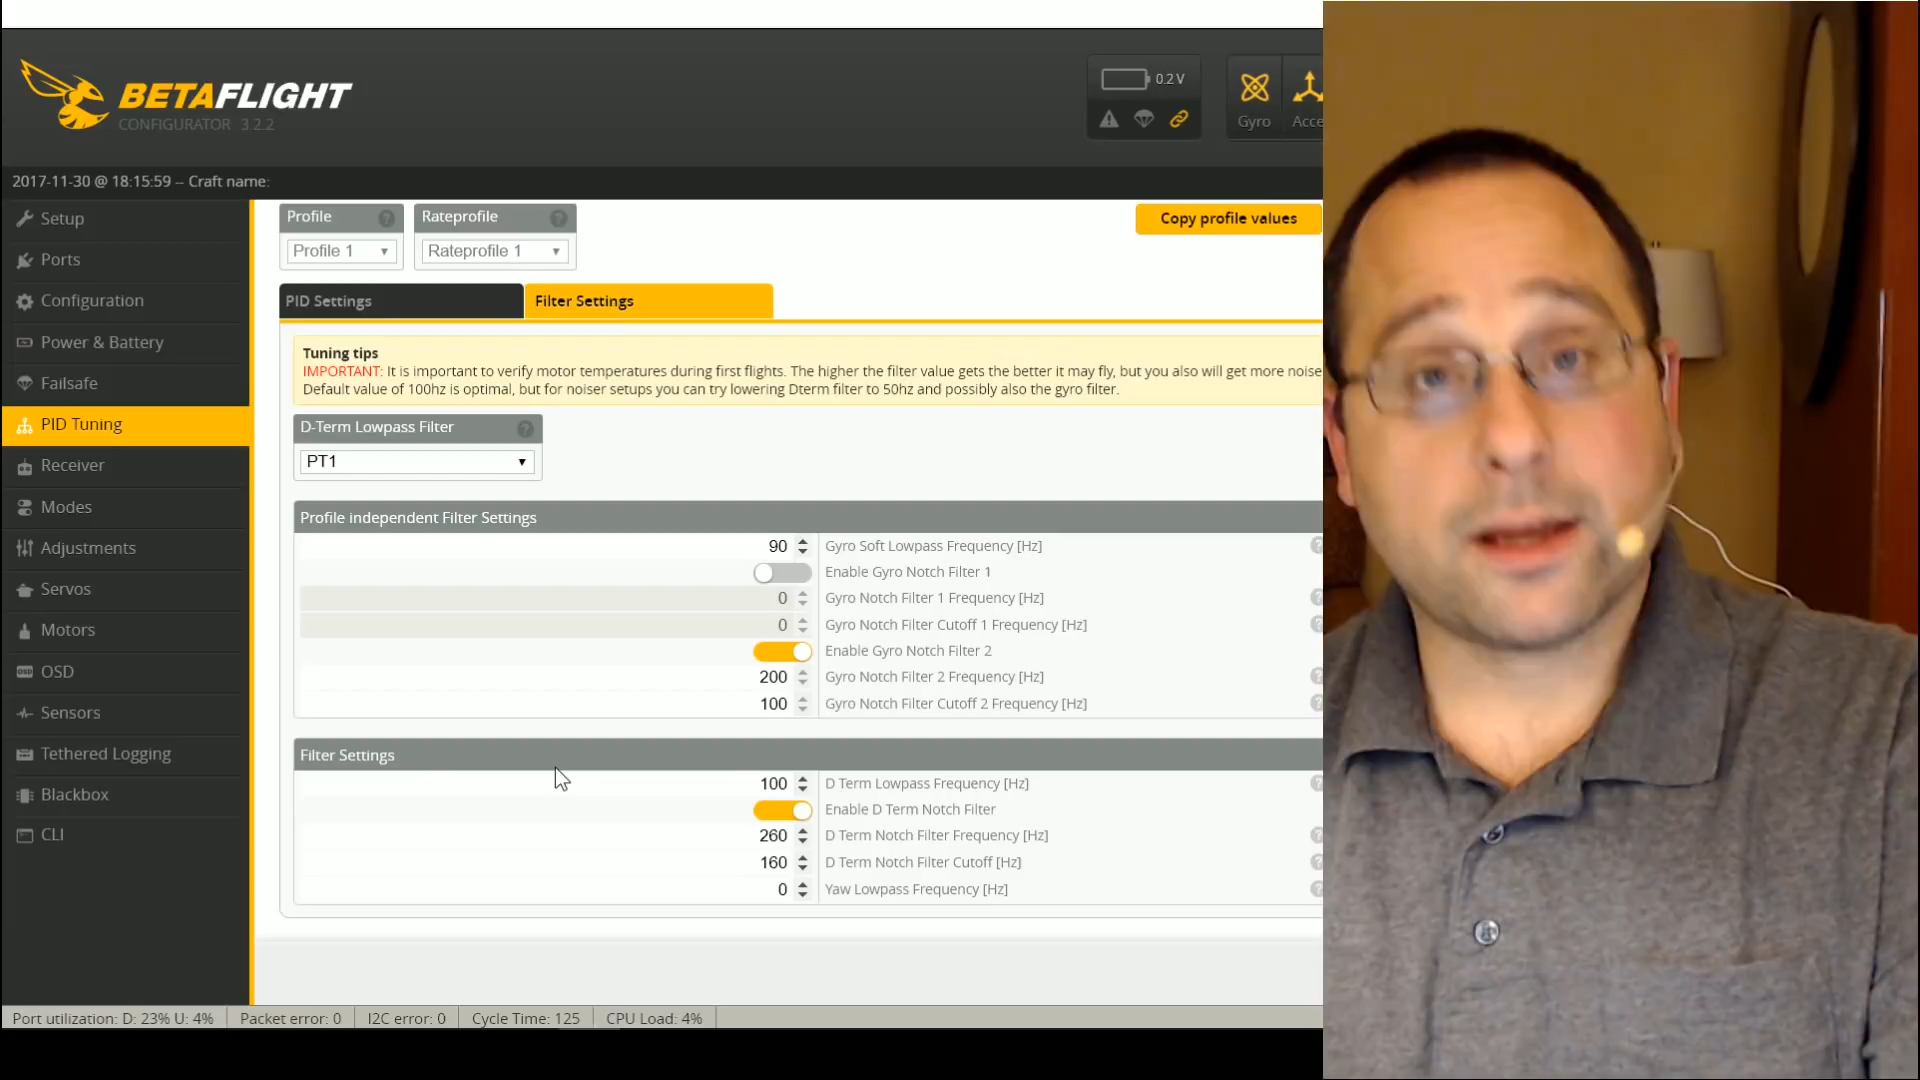 BETAFLIGHT
CONFIGURATOR 3.2.2
0.2 V
Gyro
Acce
2017-11-30 @ 18:15:59 -- Craft name:
Setup
Ports
Configuration
Power & Battery
Failsafe
PID Tuning
Receiver
Modes
Adjustments
Servos
Motors
OSD
Sensors
Tethered Logging
Blackbox
CLI
Profile
Rateprofile
Profile 1
Rateprofile 1
Copy profile values
PID Settings
Filter Settings
Tuning tips
IMPORTANT: It is important to verify motor temperatures during first flights. The higher the filter value gets the better it may fly, but you also will get more noise
Default value of 100hz is optimal, but for noiser setups you can try lowering Dterm filter to 50hz and possibly also the gyro filter.
D-Term Lowpass Filter
PT1
Profile independent Filter Settings
90 Gyro Soft Lowpass Frequency [Hz]
Enable Gyro Notch Filter 1
0 Gyro Notch Filter 1 Frequency [Hz]
0 Gyro Notch Filter Cutoff 1 Frequency [Hz]
Enable Gyro Notch Filter 2
200 Gyro Notch Filter 2 Frequency [Hz]
100 Gyro Notch Filter Cutoff 2 Frequency [Hz]
Filter Settings
100 D Term Lowpass Frequency [Hz]
Enable D Term Notch Filter
260 D Term Notch Filter Frequency [Hz]
160 D Term Notch Filter Cutoff [Hz]
0 Yaw Lowpass Frequency [Hz]
Port utilization: D: 23% U: 4%
Packet error: 0
I2C error: 0
Cycle Time: 125
CPU Load: 4%